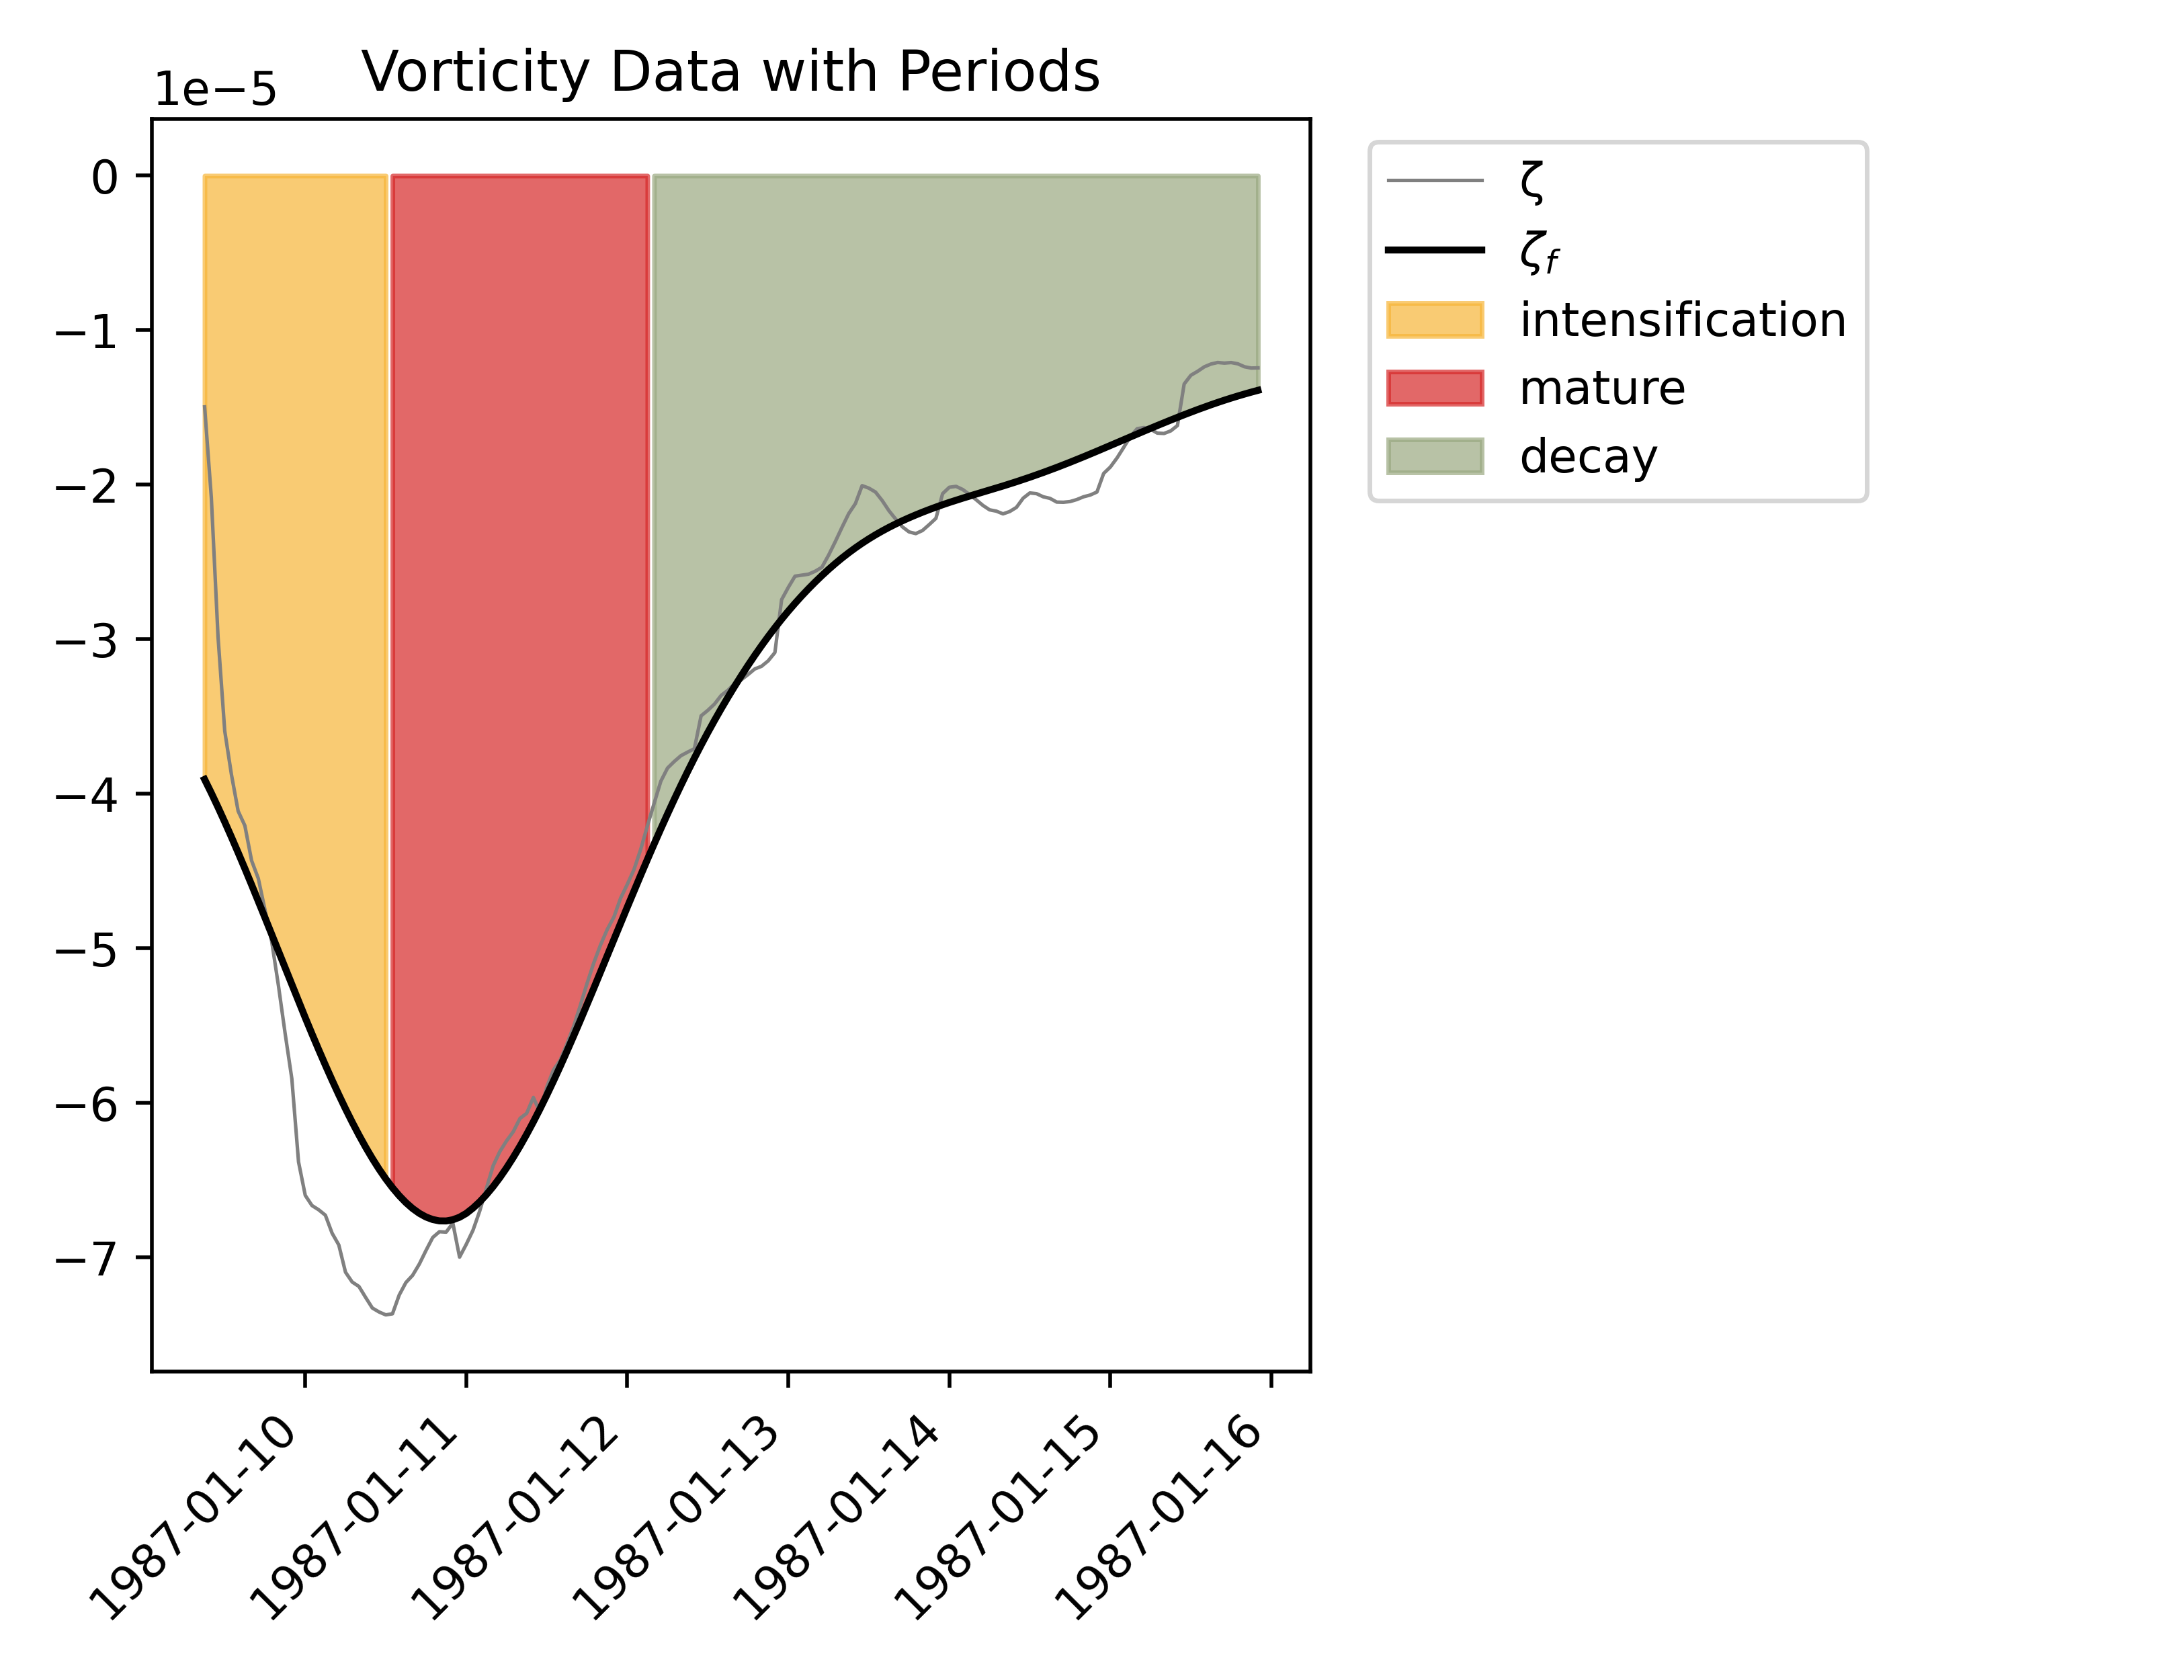 Vorticity Data with Periods
1e−5
0
−1
−2
−3
−4
−5
−6
−7
1987-01-10
1987-01-11
1987-01-12
1987-01-13
1987-01-14
1987-01-15
1987-01-16
ζ
ζf
intensification
mature
decay